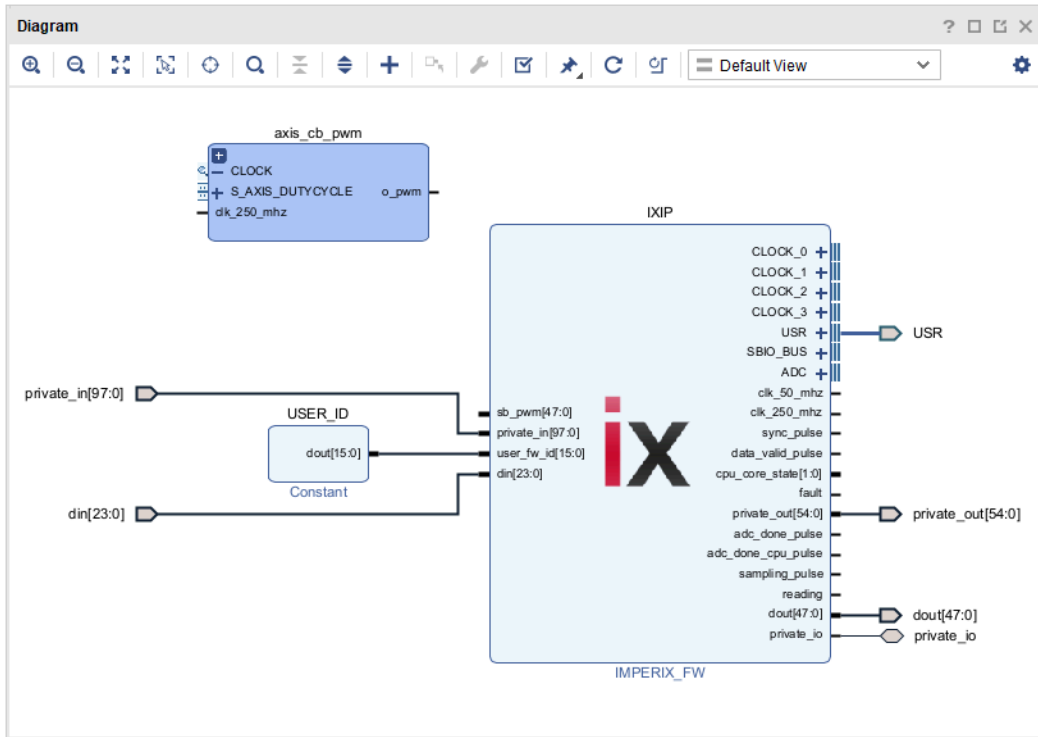 Diagram
Default View
axis_cb_pwm
CLOCK
S_AXIS_DUTYCYCLE
o_pwm
clk_250_mhz
IXIP
CLOCK_0
CLOCK_1
CLOCK_2
CLOCK_3
USR
USR
SBIO_BUS
ADC
private_in[97:0]
clk_50_mhz
USER_ID
sb_pwm[47:0]
clk_250_mhz
private_in[97:0]
ix
sync_pulse
dout[15:0]
user_fw_id[15:0]
data_valid_pulse
din[23:0]
cpu_core_state[1:0]
Constant
fault
din[23:0]
private_out[54:0]
private_out[54:0]
adc_done_pulse
adc_done_cpu_pulse
sampling_pulse
reading
dout[47:0]
dout[47:0]
private_io
private_io
IMPERIX_FW